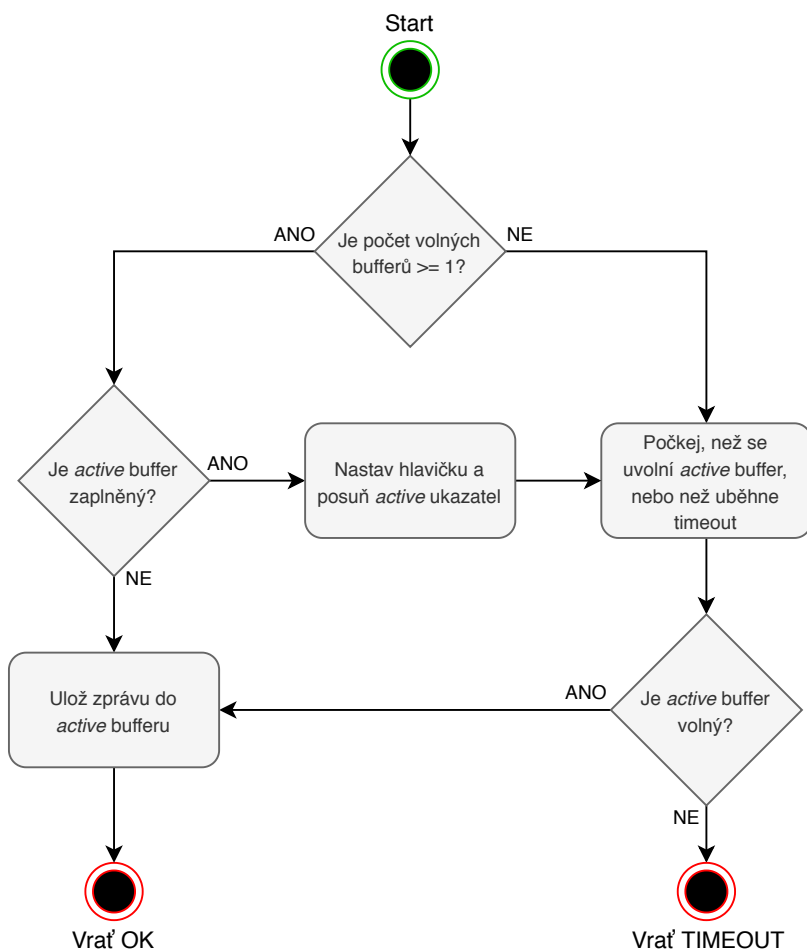 Start
Je počet volných
bufferů >= 1?
ANO
NE
Je active buffer
zaplněný?
ANO
NE
Nastav hlavičku a
posuň active ukazatel
Počkej, než se
uvolní active buffer,
nebo než uběhne
timeout
Ulož zprávu do
active bufferu
ANO
Je active buffer
volný?
NE
Vrať OK
Vrať TIMEOUT